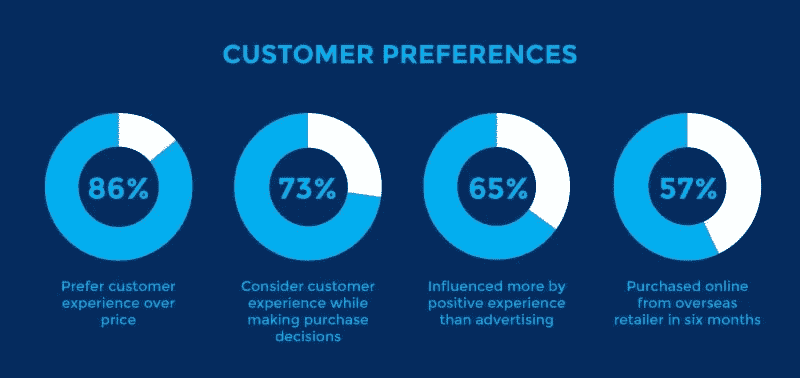 CUSTOMER PREFERENCES
86%
73%
65%
57%
Prefer customer
experience over
price
Consider customer
experience while
making purchase
decisions
Influenced more by
positive experience
than advertising
Purchased online
from overseas
retailer in six months